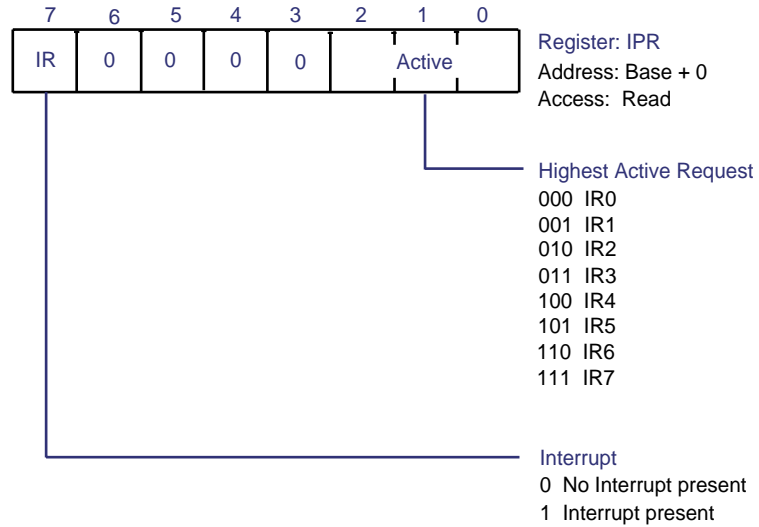 7 6 5 4 3 2 1 0
IR 0 0 0 0 Active
Register: IPR
Address: Base + 0
Access: Read
Highest Active Request
000 IR0
001 IR1
010 IR2
011 IR3
100 IR4
101 IR5
110 IR6
111 IR7
Interrupt
0 No Interrupt present
1 Interrupt present